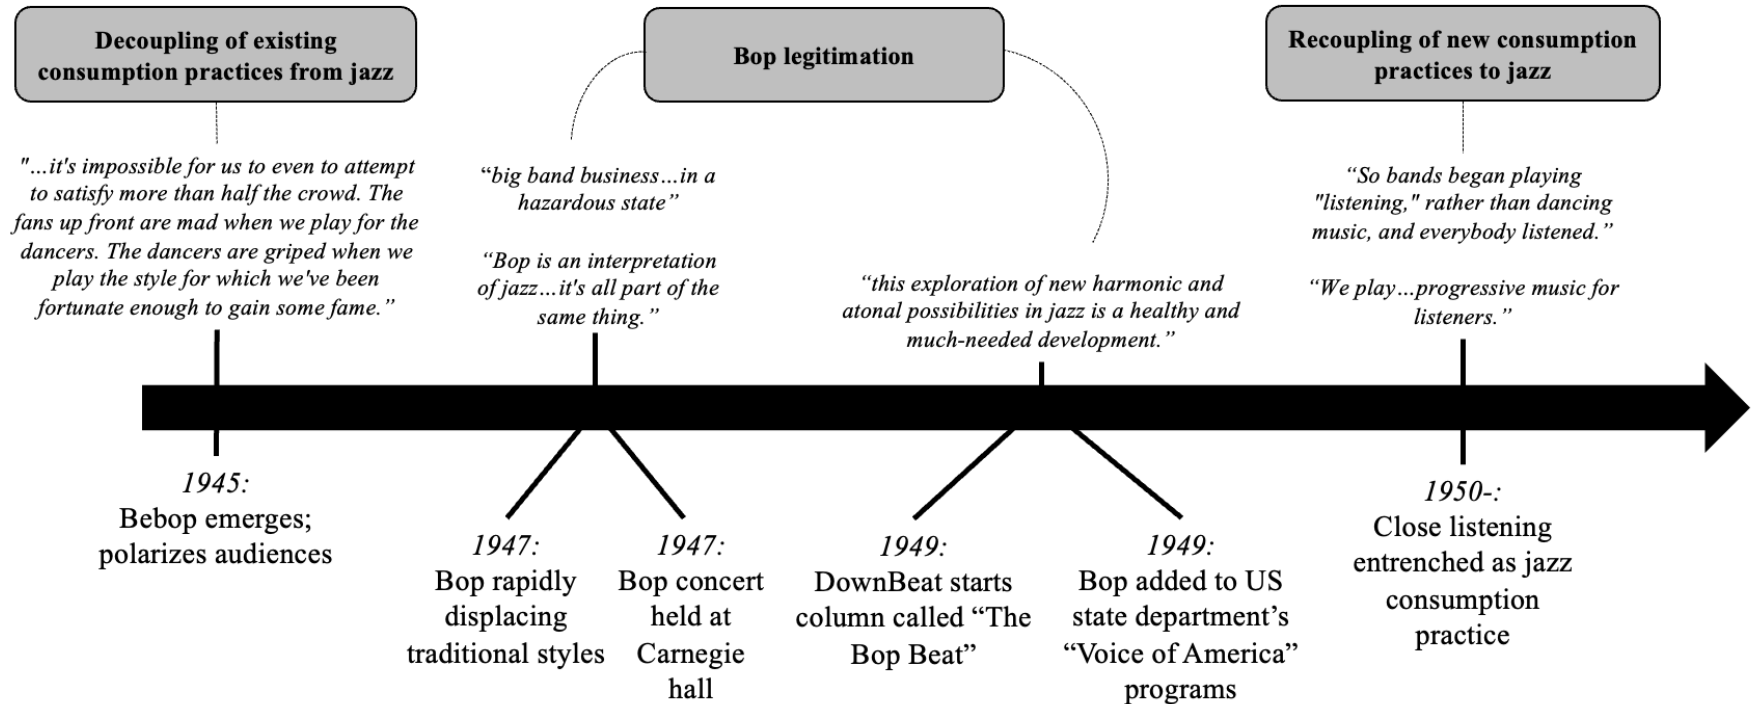 Decoupling of existing
consumption practices from jazz
Bop legitimation
Recoupling of new consumption
practices to jazz
"...it's impossible for us to even to attempt
to satisfy more than half the crowd. The
fans up front are mad when we play for the
dancers. The dancers are griped when we
play the style for which we've been
fortunate enough to gain some fame.”
“big band business…in a
hazardous state”
“Bop is an interpretation
of jazz…it's all part of the
same thing.”
“this exploration of new harmonic and
atonal possibilities in jazz is a healthy and
much-needed development.”
“So bands began playing
"listening," rather than dancing
music, and everybody listened.”
“We play…progressive music for
listeners.”
1945:
Bebop emerges;
polarizes audiences
1947:
Bop rapidly
displacing
traditional styles
1947:
Bop concert
held at
Carnegie
hall
1949:
DownBeat starts
column called “The
Bop Beat”
1949:
Bop added to US
state department’s
“Voice of America”
programs
1950-:
Close listening
entrenched as jazz
consumption
practice